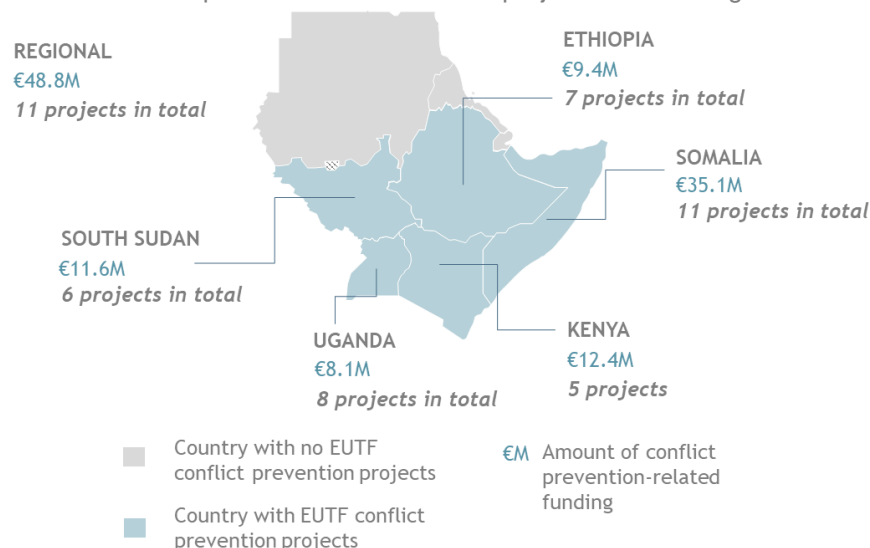 REGIONAL
€48.8M
11 projects in total
ETHIOPIA
€9.4M
7 projects in total
SOMALIA
€35.1M
11 projects in total
SOUTH SUDAN
€11.6M
6 projects in total
UGANDA
€8.1M
8 projects in total
KENYA
€12.4M
5 projects
Country with no EUTF
conflict prevention projects
Country with EUTF conflict
prevention projects
€M Amount of conflict
prevention-related
funding